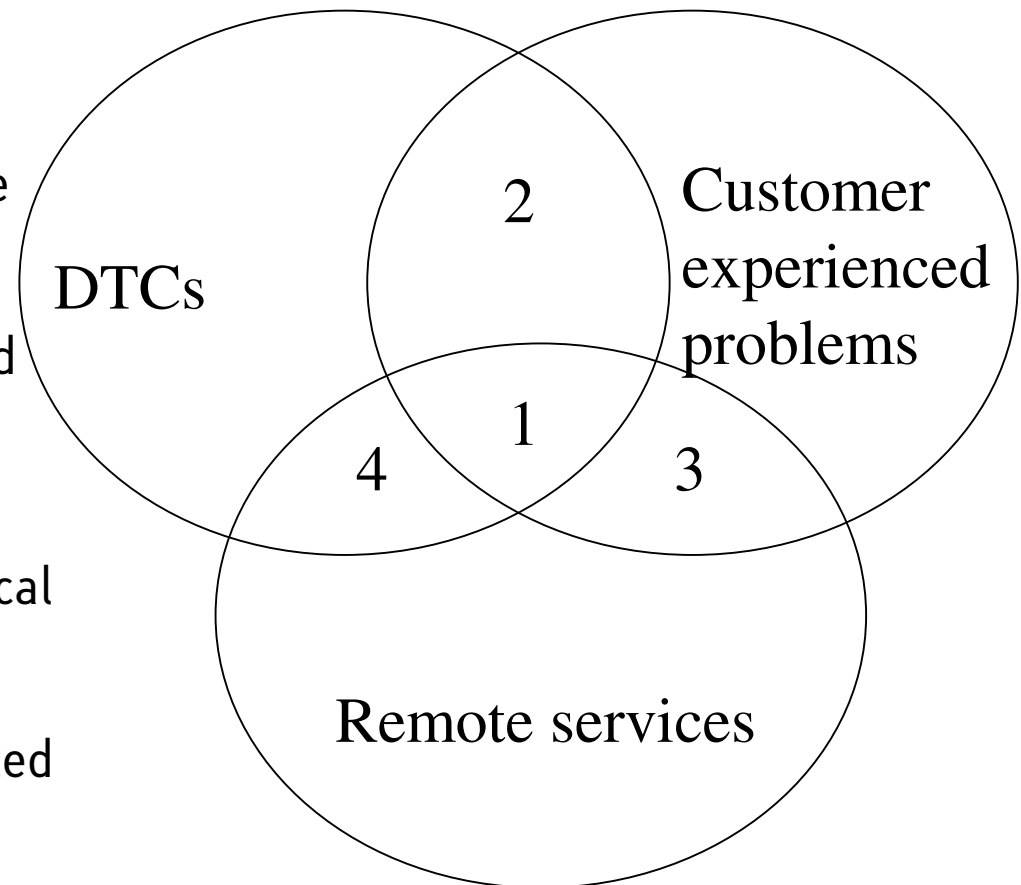 2
Customer
experienced
problems
DTCs
1
4
3
Remote services